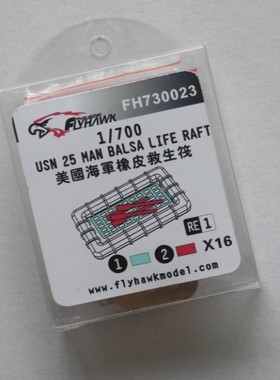 FLYHAWK
FH730023
1/700
USN 25 MAN BALSA LIFE RAFT
美國海軍橡皮救生筏
RE 1
1 2 X16
www.flyhawkmodel.com